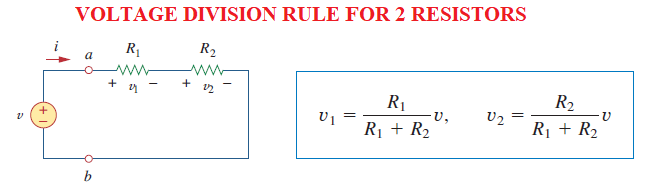 VOLTAGE DIVISION RULE FOR 2 RESISTORS
i
a
R₁
R₂
+ v₁ −
+ v₂ −
v
+
−
b
v₁ = R₁ / (R₁ + R₂) v, v₂ = R₂ / (R₁ + R₂) v